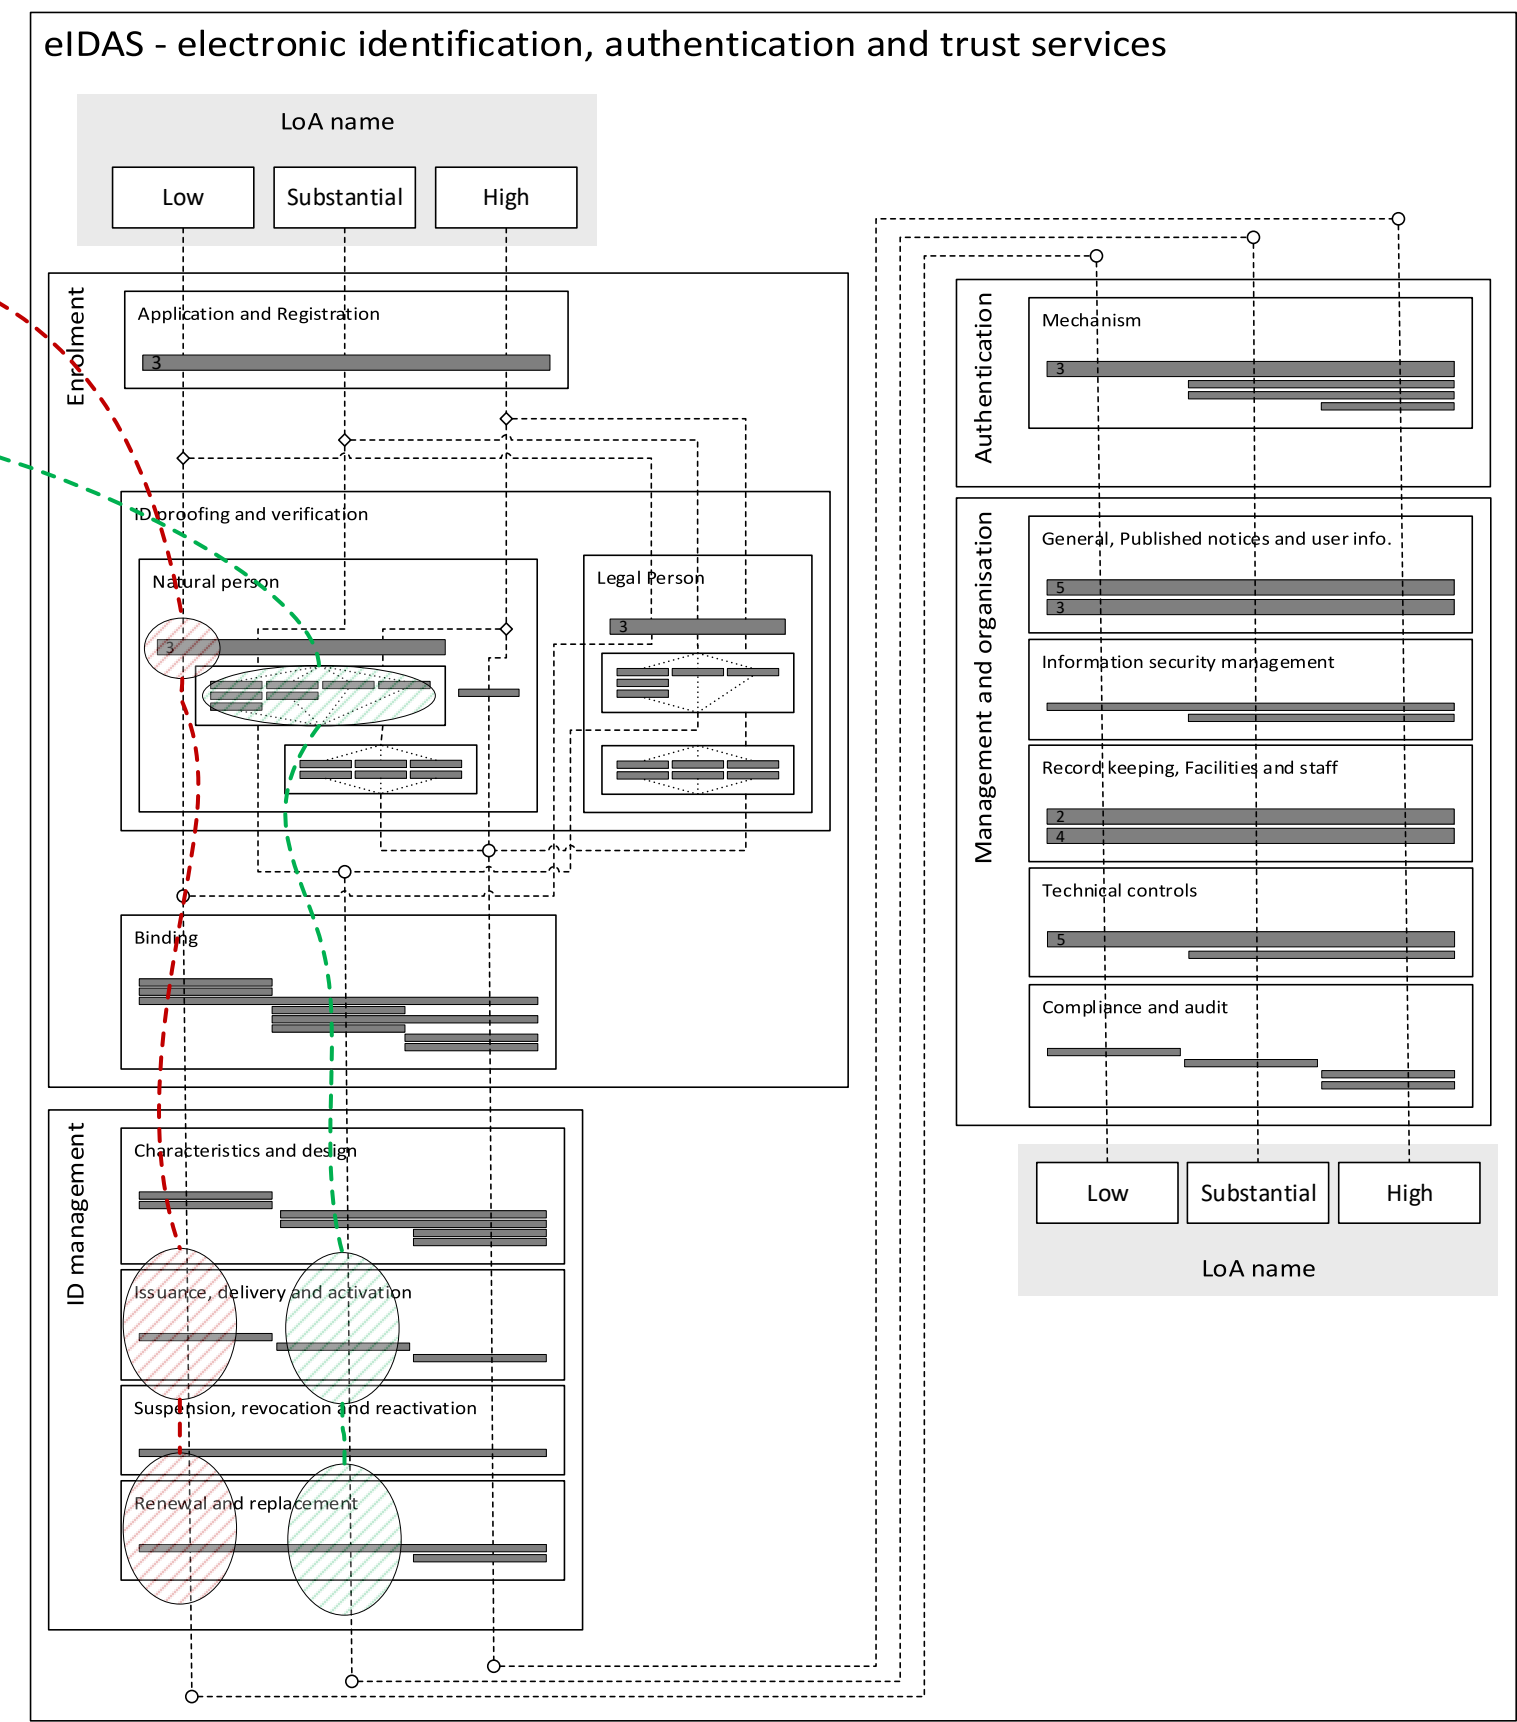 eIDAS - electronic identification, authentication and trust services
LoA name
Low
Substantial
High
Enrolment
Application and Registration
3
ID proofing and verification
Natural person
3
Legal Person
3
Binding
ID management
Characteristics and design
Issuance, delivery and activation
Suspension, revocation and reactivation
Renewal and replacement
Authentication
Mechanism
3
Management and organisation
General, Published notices and user info.
5
3
Information security management
Record keeping, Facilities and staff
2
4
Technical controls
5
Compliance and audit
Low
Substantial
High
LoA name